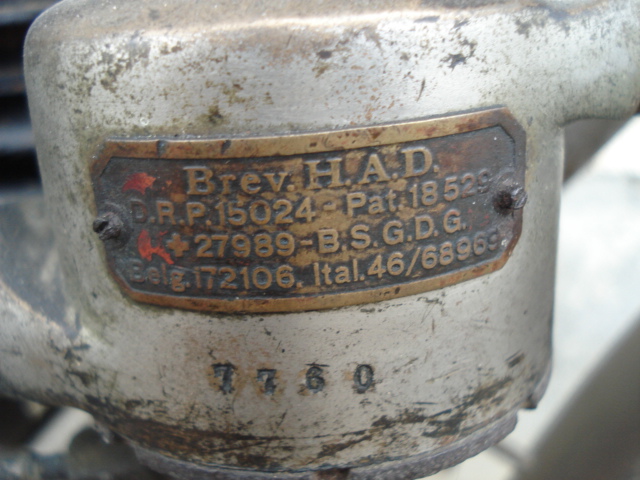 Brev. H.A.D.
D.R.P. 15024 - Pat. 18529
+ 27989 - B.S.G.D.G.
Belg. 172106. Ital. 46/68969
7760